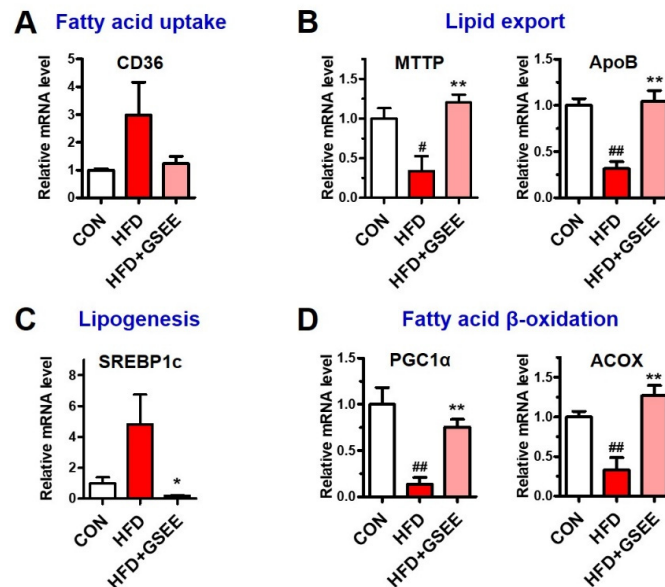 A Fatty acid uptake
CD36
Relative mRNA level
5
4
3
2
1
0
CON
HFD
HFD+GSEE
B Lipid export
MTTP
Relative mRNA level
1.5
1.0
0.5
0.0
#
**
CON
HFD
HFD+GSEE
ApoB
Relative mRNA level
1.5
1.0
0.5
0.0
##
**
CON
HFD
HFD+GSEE
C Lipogenesis
SREBP1c
Relative mRNA level
8
6
4
2
0
*
CON
HFD
HFD+GSEE
D Fatty acid β-oxidation
PGC1α
Relative mRNA level
1.5
1.0
0.5
0.0
##
**
CON
HFD
HFD+GSEE
ACOX
Relative mRNA level
1.5
1.0
0.5
0.0
##
**
CON
HFD
HFD+GSEE